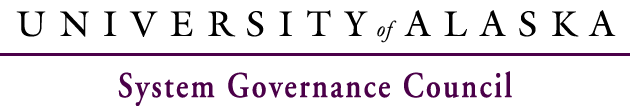 UNIVERSITY of ALASKA
System Governance Council